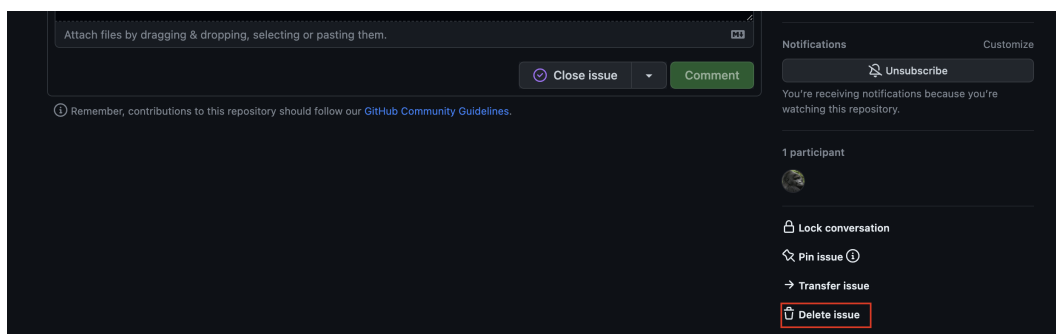 Attach files by dragging & dropping, selecting or pasting them.
Close issue
Comment
Remember, contributions to this repository should follow our GitHub Community Guidelines.
Notifications
Customize
Unsubscribe
You're receiving notifications because you're
watching this repository.
1 participant
Lock conversation
Pin issue
Transfer issue
Delete issue